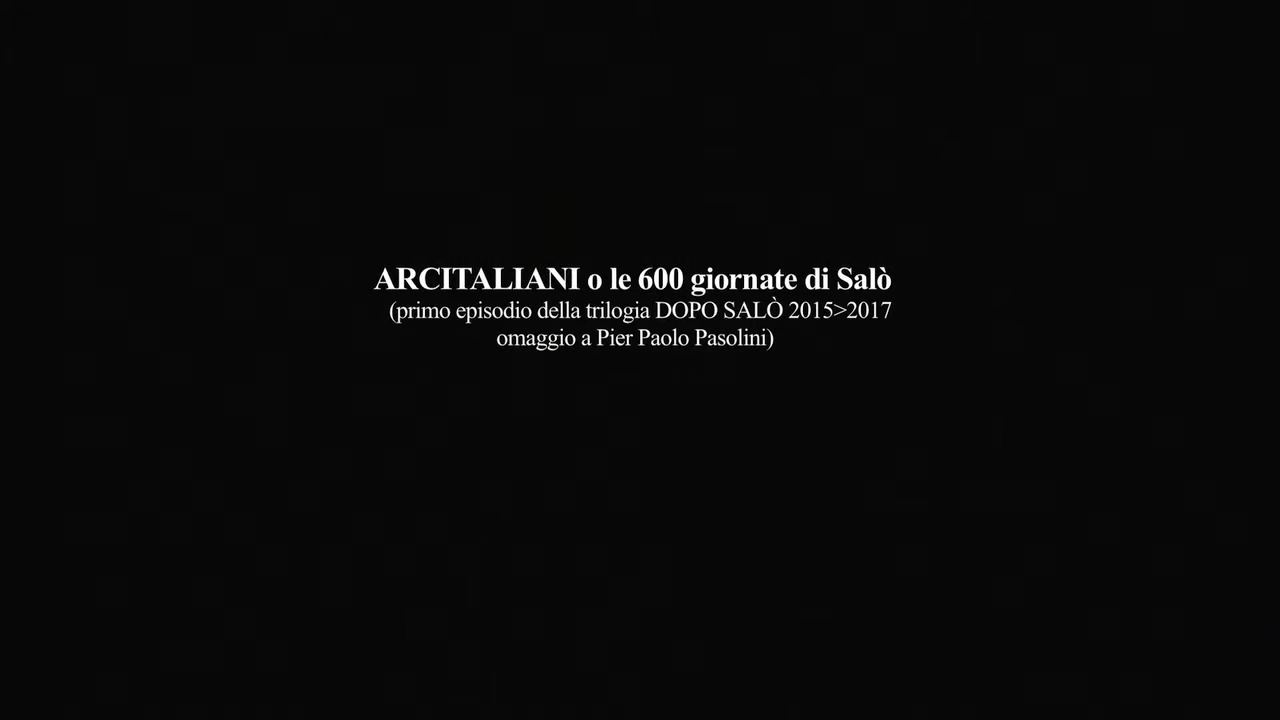 ARCITALIANI o le 600 giornate di Salò
(primo episodio della trilogia DOPO SALÒ 2015>2017
omaggio a Pier Paolo Pasolini)